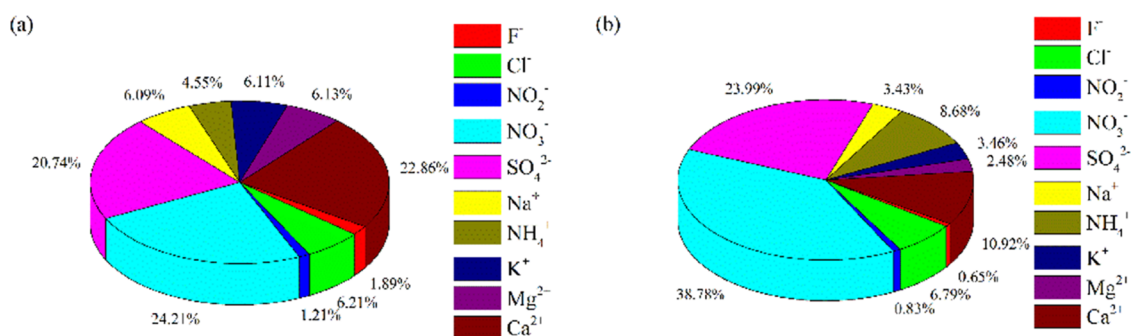 (a)
6.09%
4.55%
6.11%
6.13%
20.74%
22.86%
24.21%
1.21%
6.21%
1.89%
F⁻
Cl⁻
NO₂⁻
NO₃⁻
SO₄²⁻
Na⁺
NH₄⁺
K⁺
Mg²⁺
Ca²⁺
(b)
23.99%
3.43%
8.68%
3.46%
2.48%
10.92%
0.65%
6.79%
0.83%
38.78%
F⁻
Cl⁻
NO₂⁻
NO₃⁻
SO₄²⁻
Na⁺
NH₄⁺
K⁺
Mg²⁺
Ca²⁺